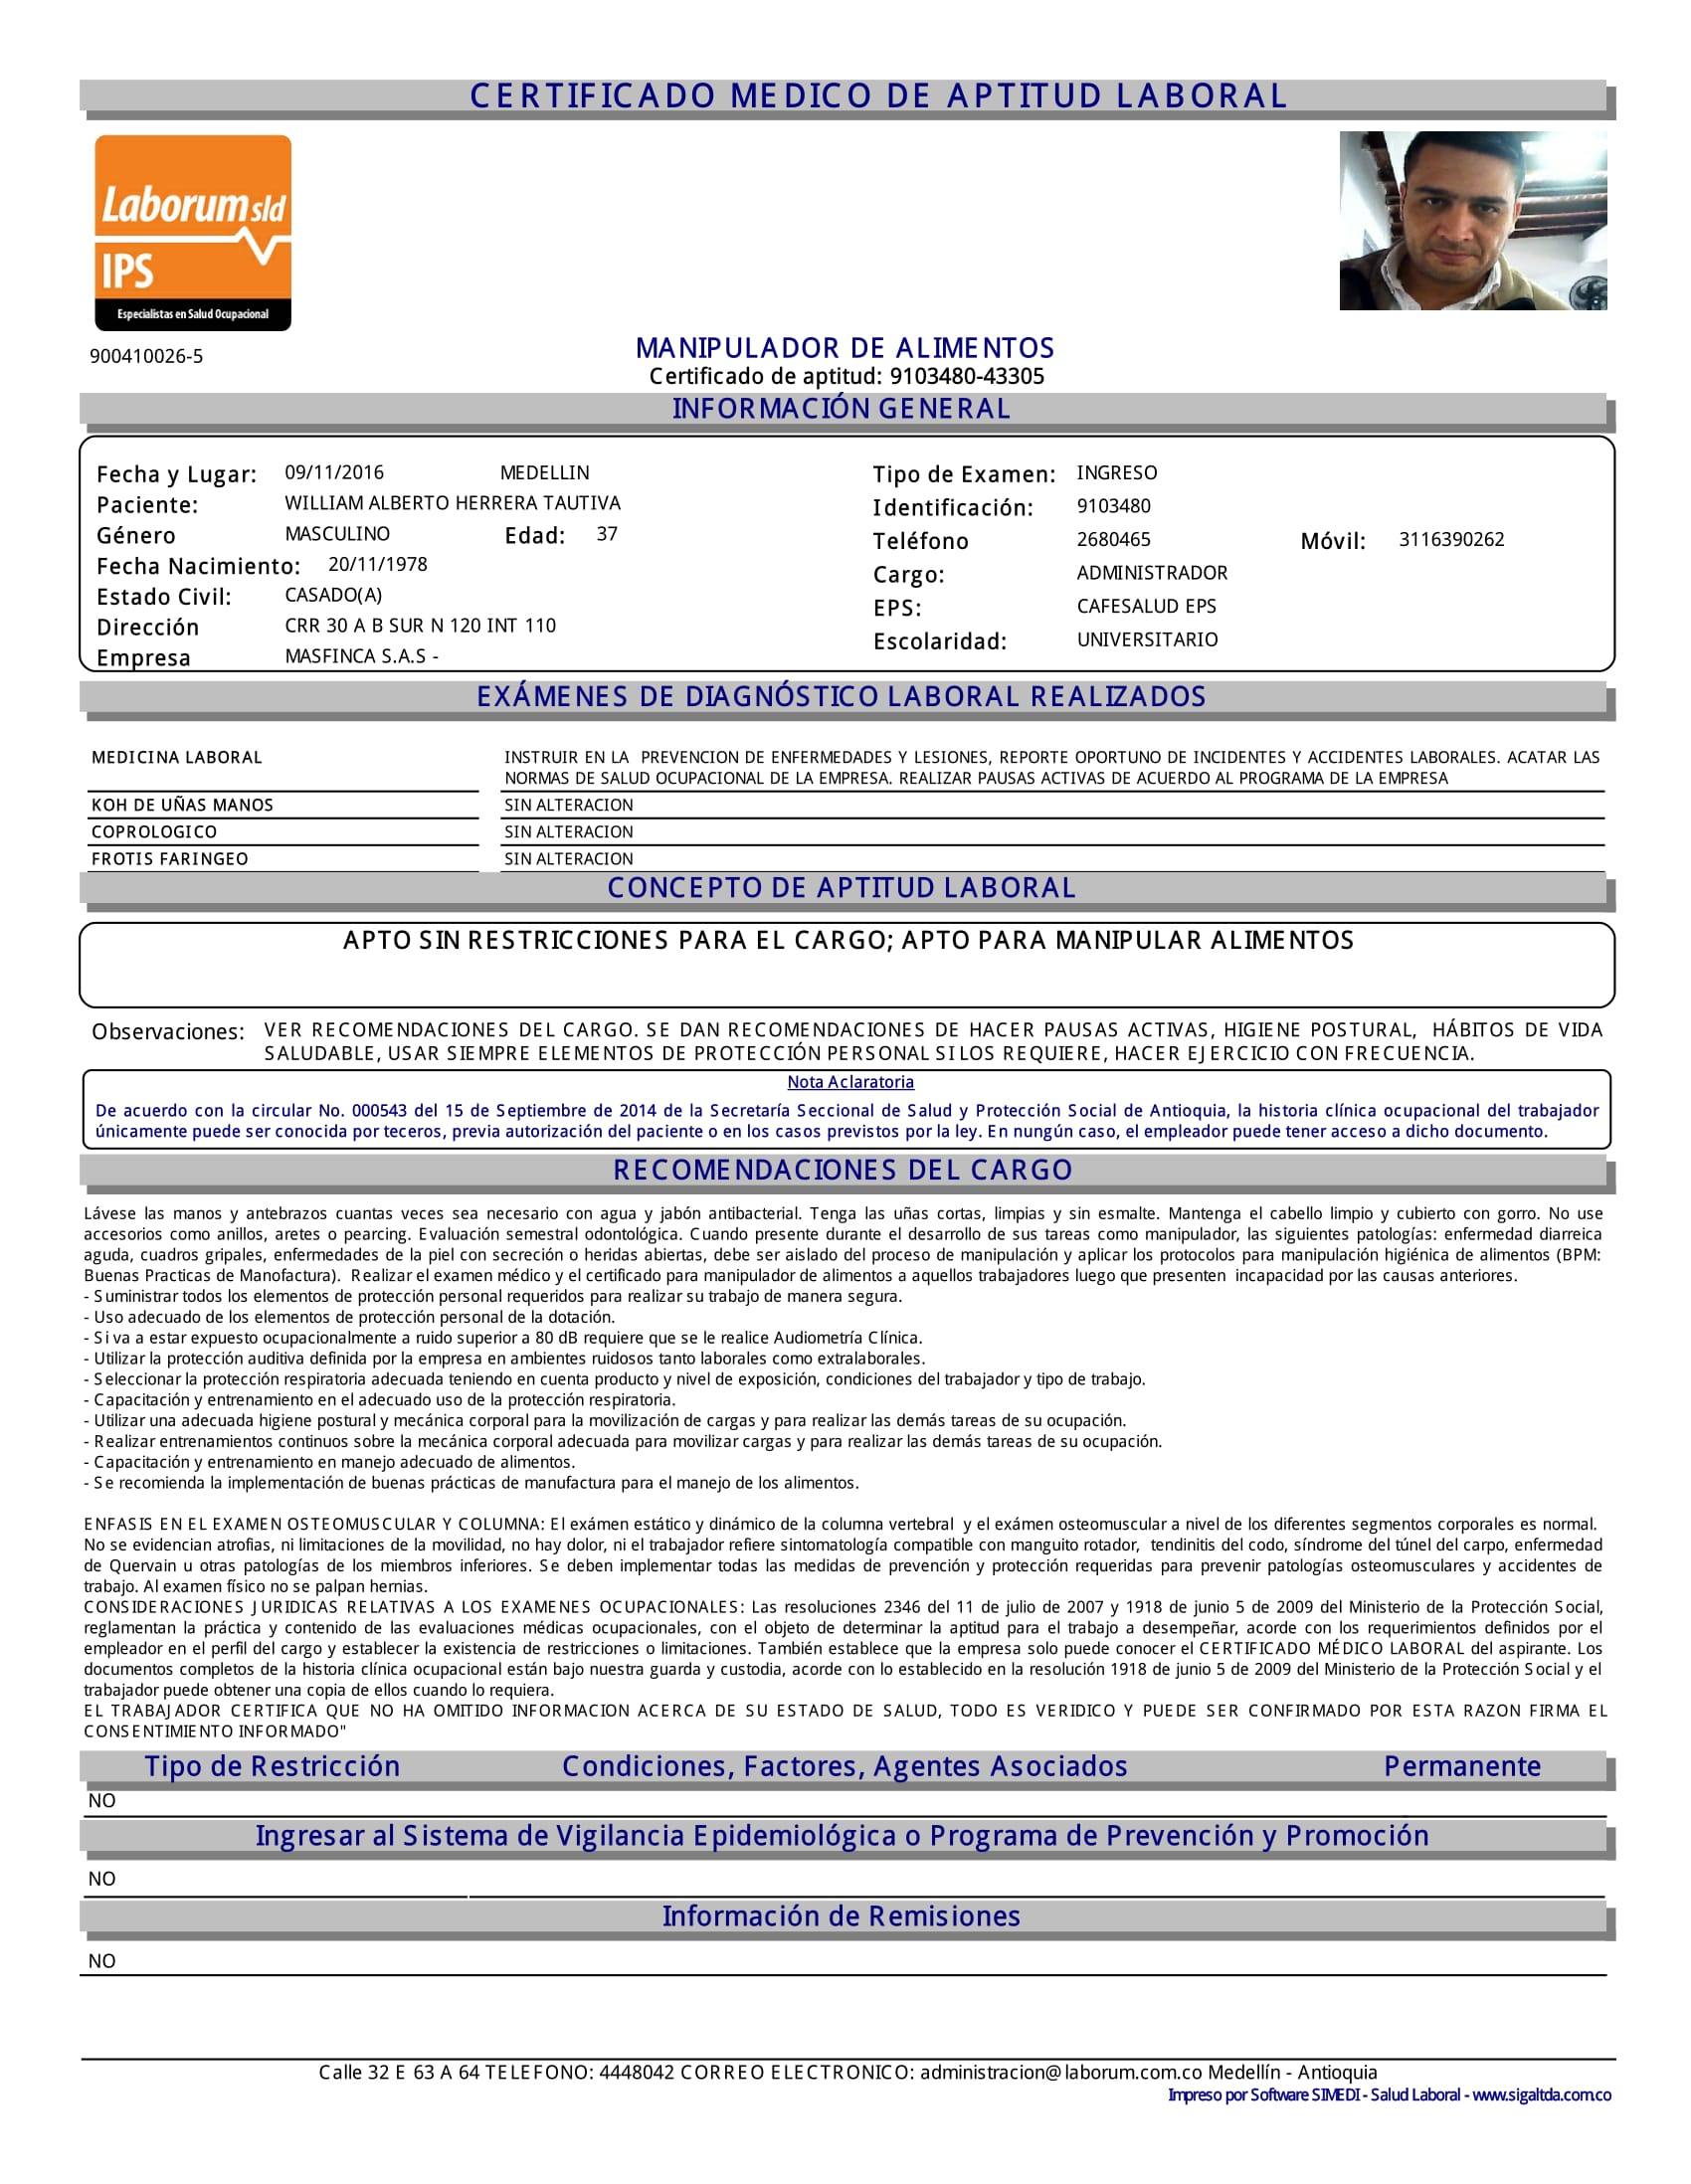 CERTIFICADO MEDICO DE APTITUD LABORAL
Laborum sld
IPS
Especialistas en Salud Ocupacional
900410026-5
MANIPULADOR DE ALIMENTOS
Certificado de aptitud: 9103480-43305
INFORMACIÓN GENERAL
Fecha y Lugar: 09/11/2016 MEDELLIN Tipo de Examen: INGRESO
Paciente: WILLIAM ALBERTO HERRERA TAUTIVA Identificación: 9103480
Género MASCULINO Edad: 37 Teléfono 2680465 Móvil: 3116390262
Fecha Nacimiento: 20/11/1978 Cargo: ADMINISTRADOR
Estado Civil: CASADO(A) EPS: CAFESALUD EPS
Dirección CRR 30 A B SUR N 120 INT 110 Escolaridad: UNIVERSITARIO
Empresa MASFINCA S.A.S -
EXÁMENES DE DIAGNÓSTICO LABORAL REALIZADOS
MEDICINA LABORAL INSTRUIR EN LA PREVENCION DE ENFERMEDADES Y LESIONES, REPORTE OPORTUNO DE INCIDENTES Y ACCIDENTES LABORALES. ACATAR LAS
NORMAS DE SALUD OCUPACIONAL DE LA EMPRESA. REALIZAR PAUSAS ACTIVAS DE ACUERDO AL PROGRAMA DE LA EMPRESA
KOH DE UÑAS MANOS SIN ALTERACION
COPROLOGICO SIN ALTERACION
FROTIS FARINGEO SIN ALTERACION
CONCEPTO DE APTITUD LABORAL
APTO SIN RESTRICCIONES PARA EL CARGO; APTO PARA MANIPULAR ALIMENTOS
Observaciones: VER RECOMENDACIONES DEL CARGO. SE DAN RECOMENDACIONES DE HACER PAUSAS ACTIVAS, HIGIENE POSTURAL, HÁBITOS DE VIDA
SALUDABLE, USAR SIEMPRE ELEMENTOS DE PROTECCIÓN PERSONAL SI LOS REQUIERE, HACER EJERCICIO CON FRECUENCIA.
Nota Aclaratoria
De acuerdo con la circular No. 000543 del 15 de Septiembre de 2014 de la Secretaría Seccional de Salud y Protección Social de Antioquia, la historia clínica ocupacional del trabajador
únicamente puede ser conocida por teceros, previa autorización del paciente o en los casos previstos por la ley. En nungún caso, el empleador puede tener acceso a dicho documento.
RECOMENDACIONES DEL CARGO
Lávese las manos y antebrazos cuantas veces sea necesario con agua y jabón antibacterial. Tenga las uñas cortas, limpias y sin esmalte. Mantenga el cabello limpio y cubierto con gorro. No use
accesorios como anillos, aretes o pearcing. Evaluación semestral odontológica. Cuando presente durante el desarrollo de sus tareas como manipulador, las siguientes patologías: enfermedad diarreica
aguda, cuadros gripales, enfermedades de la piel con secreción o heridas abiertas, debe ser aislado del proceso de manipulación y aplicar los protocolos para manipulación higiénica de alimentos (BPM:
Buenas Practicas de Manofactura). Realizar el examen médico y el certificado para manipulador de alimentos a aquellos trabajadores luego que presenten incapacidad por las causas anteriores.
- Suministrar todos los elementos de protección personal requeridos para realizar su trabajo de manera segura.
- Uso adecuado de los elementos de protección personal de la dotación.
- Si va a estar expuesto ocupacionalmente a ruido superior a 80 dB requiere que se le realice Audiometría Clínica.
- Utilizar la protección auditiva definida por la empresa en ambientes ruidosos tanto laborales como extralaborales.
- Seleccionar la protección respiratoria adecuada teniendo en cuenta producto y nivel de exposición, condiciones del trabajador y tipo de trabajo.
- Capacitación y entrenamiento en el adecuado uso de la protección respiratoria.
- Utilizar una adecuada higiene postural y mecánica corporal para la movilización de cargas y para realizar las demás tareas de su ocupación.
- Realizar entrenamientos continuos sobre la mecánica corporal adecuada para movilizar cargas y para realizar las demás tareas de su ocupación.
- Capacitación y entrenamiento en manejo adecuado de alimentos.
- Se recomienda la implementación de buenas prácticas de manufactura para el manejo de los alimentos.
ENFASIS EN EL EXAMEN OSTEOMUSCULAR Y COLUMNA: El exámen estático y dinámico de la columna vertebral y el exámen osteomuscular a nivel de los diferentes segmentos corporales es normal.
No se evidencian atrofias, ni limitaciones de la movilidad, no hay dolor, ni el trabajador refiere sintomatología compatible con manguito rotador, tendinitis del codo, síndrome del túnel del carpo, enfermedad
de Quervain u otras patologías de los miembros inferiores. Se deben implementar todas las medidas de prevención y protección requeridas para prevenir patologías osteomusculares y accidentes de
trabajo. Al examen físico no se palpan hernias.
CONSIDERACIONES JURIDICAS RELATIVAS A LOS EXAMENES OCUPACIONALES: Las resoluciones 2346 del 11 de julio de 2007 y 1918 de junio 5 de 2009 del Ministerio de la Protección Social,
reglamentan la práctica y contenido de las evaluaciones médicas ocupacionales, con el objeto de determinar la aptitud para el trabajo a desempeñar, acorde con los requerimientos definidos por el
empleador en el perfil del cargo y establecer la existencia de restricciones o limitaciones. También establece que la empresa solo puede conocer el CERTIFICADO MÉDICO LABORAL del aspirante. Los
documentos completos de la historia clínica ocupacional están bajo nuestra guarda y custodia, acorde con lo establecido en la resolución 1918 de junio 5 de 2009 del Ministerio de la Protección Social y el
trabajador puede obtener una copia de ellos cuando lo requiera.
EL TRABAJADOR CERTIFICA QUE NO HA OMITIDO INFORMACION ACERCA DE SU ESTADO DE SALUD, TODO ES VERIDICO Y PUEDE SER CONFIRMADO POR ESTA RAZON FIRMA EL
CONSENTIMIENTO INFORMADO"
Tipo de Restricción Condiciones, Factores, Agentes Asociados Permanente
NO
Ingresar al Sistema de Vigilancia Epidemiológica o Programa de Prevención y Promoción
NO
Información de Remisiones
NO
Calle 32 E 63 A 64 TELEFONO: 4448042 CORREO ELECTRONICO: administracion@laborum.com.co Medellín - Antioquia
Impreso por Software SIMEDI - Salud Laboral - www.sigaltda.com.co